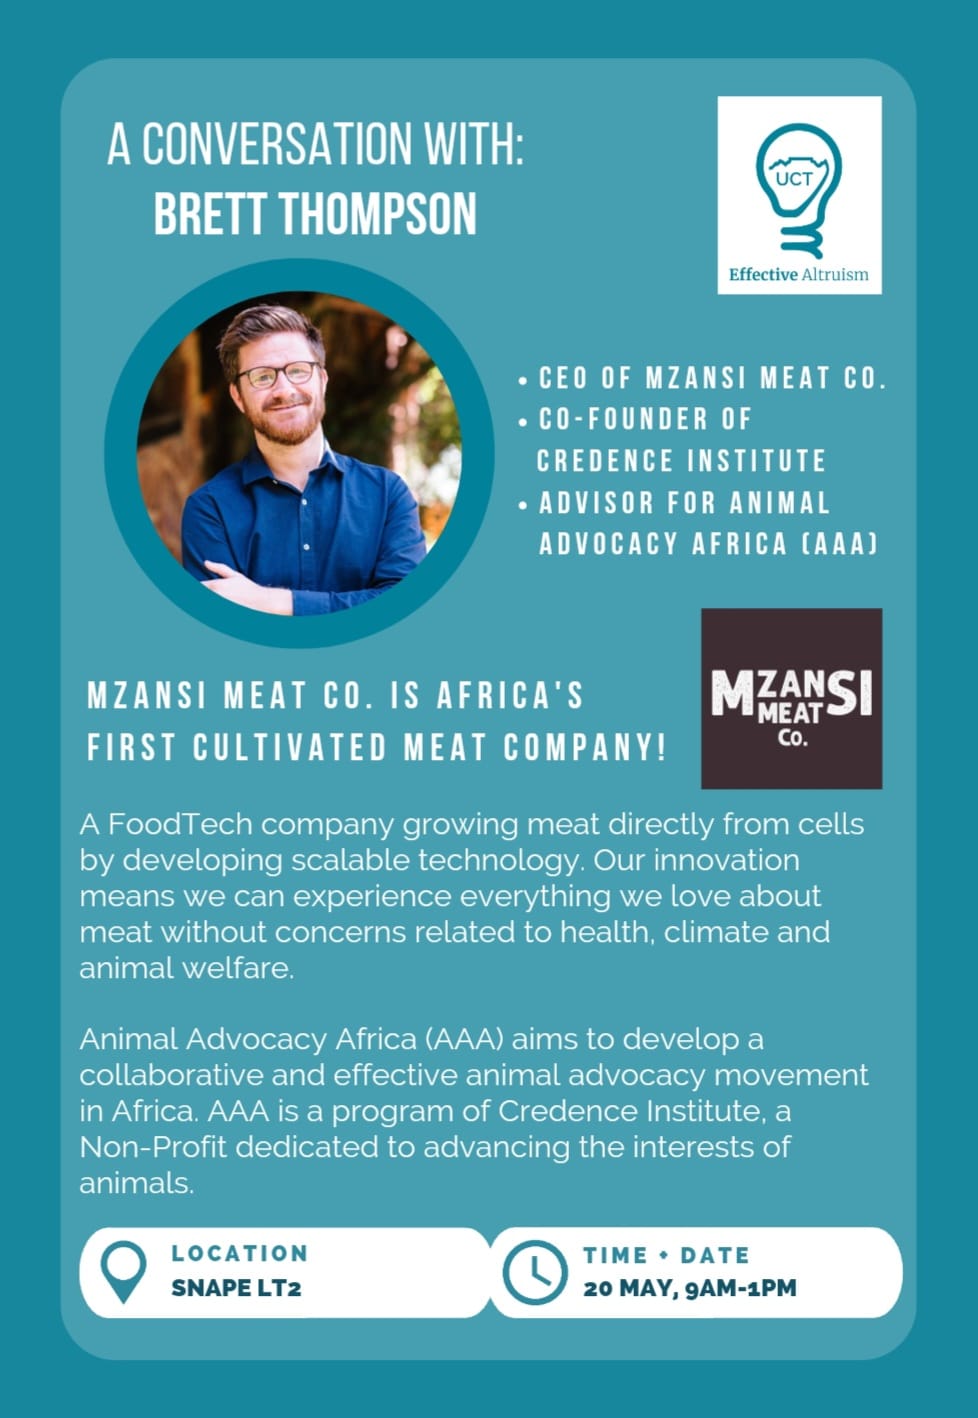 A CONVERSATION WITH:
BRETT THOMPSON
UCT
Effective Altruism
• CEO OF MZANSI MEAT CO.
• CO-FOUNDER OF
CREDENCE INSTITUTE
• ADVISOR FOR ANIMAL
ADVOCACY AFRICA (AAA)
MZANSI MEAT CO. IS AFRICA'S
FIRST CULTIVATED MEAT COMPANY!
MZANSI
MEAT
CO.
A FoodTech company growing meat directly from cells
by developing scalable technology. Our innovation
means we can experience everything we love about
meat without concerns related to health, climate and
animal welfare.
Animal Advocacy Africa (AAA) aims to develop a
collaborative and effective animal advocacy movement
in Africa. AAA is a program of Credence Institute, a
Non-Profit dedicated to advancing the interests of
animals.
LOCATION
SNAPE LT2
TIME • DATE
20 MAY, 9AM-1PM